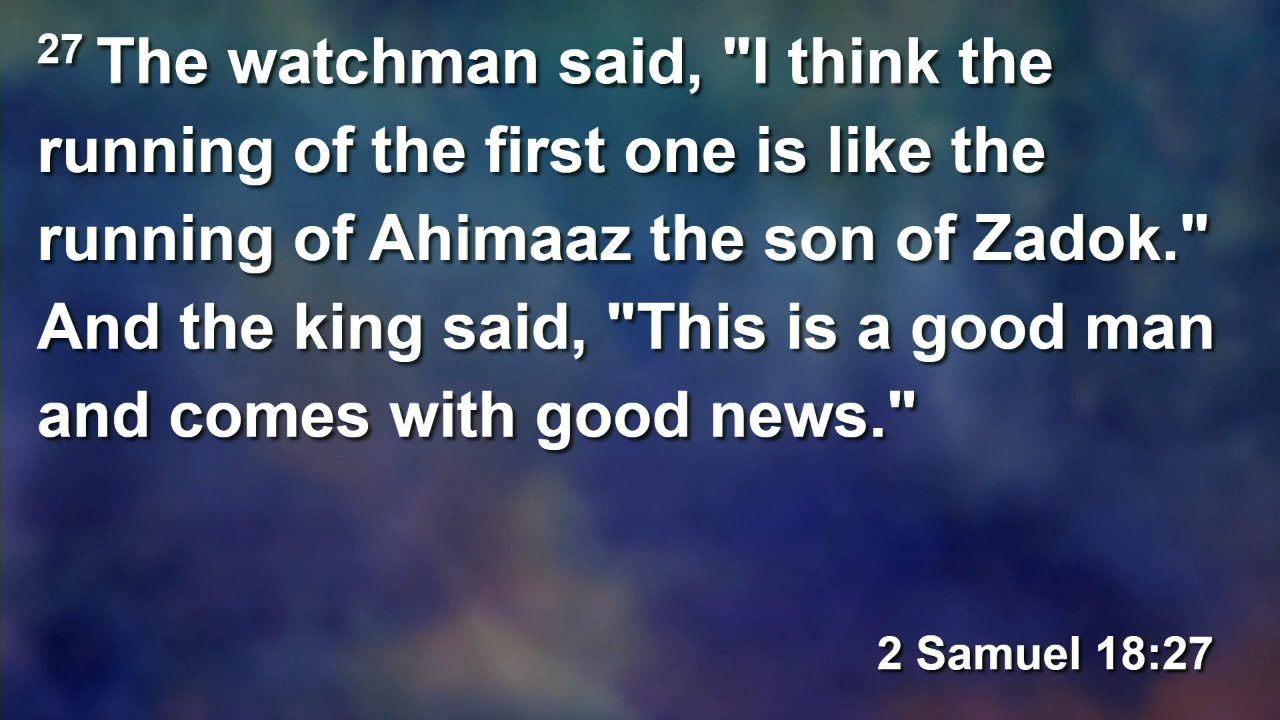 27 The watchman said, "I think the
running of the first one is like the
running of Ahimaaz the son of Zadok."
And the king said, "This is a good man
and comes with good news."
2 Samuel 18:27